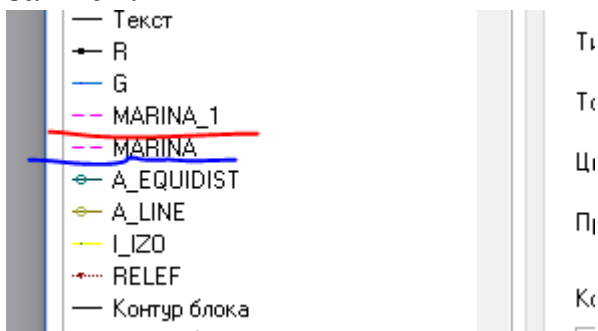 Текст
R
G
MARINA_1
MARINA
A_EQUIDIST
A_LINE
I_IZO
RELEF
Контур блока